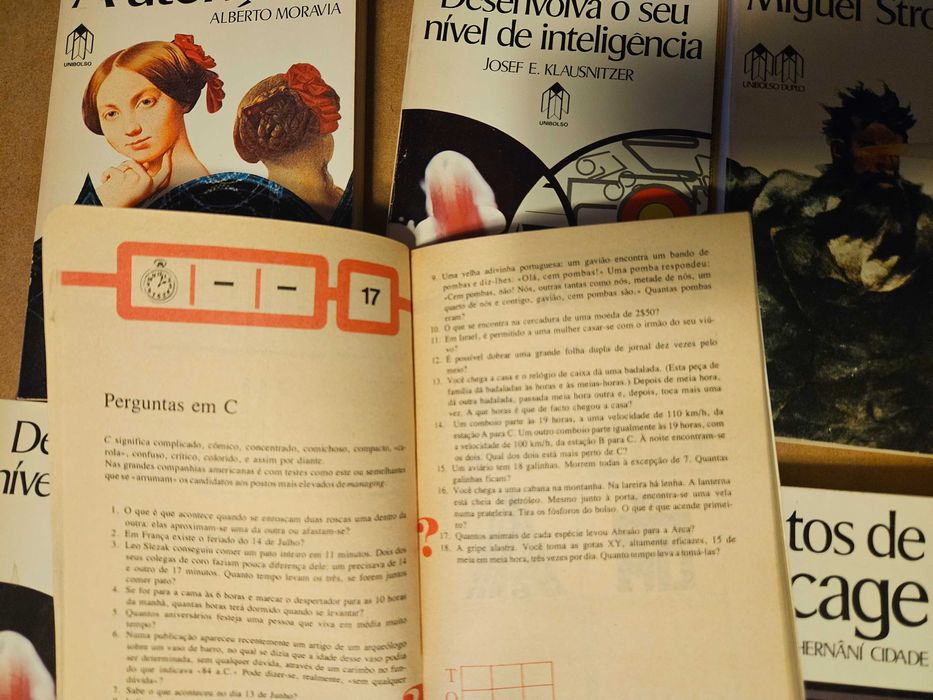 ALBERTO MORAVIA
UNIBOLSO
Desenvolva o seu
nível de inteligência
JOSEF E. KLAUSNITZER
UNIBOLSO
Miguel Stro
UNIBOLSO DUPLO
17
Perguntas em C
C significa complicado, cómico, concentrado, comichoso, compacto, «ca-
rola», confuso, crítico, colorido, e assim por diante.
Nas grandes companhias americanas é com testes como este ou semelhantes
que se «arrumam» os candidatos aos postos mais elevados de managing.
1. O que é que acontece quando se enroscam duas roscas uma dentro da
outra: elas aproximam-se uma da outra ou afastam-se?
2. Em França existe o feriado do 14 de Julho?
3. Leo Slezak conseguiu comer um pato inteiro em 11 minutos. Dois dos
seus colegas de coro faziam pouca diferença dele: um precisava de 14
e outro de 17 minutos. Quanto tempo levam os três, se forem juntos
comer pato?
4. Se for para a cama às 6 horas e marcar o despertador para as 10 horas
da manhã, quantas horas terá dormido quando se levantar?
5. Quantos aniversários festeja uma pessoa que viva em média muito
tempo?
6. Numa publicação apareceu recentemente um artigo de um arqueólogo
sobre um vaso de barro, no qual se dizia que a idade desse vaso podia
ser determinada, sem qualquer dúvida, através de um carimbo no fun-
do que indicava «84 a.C.» Pode dizer-se, realmente, «sem qualquer
dúvida»?
7. Sabe o que aconteceu no dia 13 de Junho?
9. Uma velha adivinha portuguesa: um gavião encontra um bando de
pombas e diz-lhes: «Olá, cem pombas!» Uma pomba respondeu:
«Cem pombas, não! Nós, outras tantas como nós, metade de nós, um
quarto de nós e contigo, gavião, cem pombas são.» Quantas pombas
eram?
10. O que se encontra na cercadura de uma moeda de 2$50?
11. Em Israel, é permitido a uma mulher casar-se com o irmão do seu viú-
vo?
12. É possível dobrar uma grande folha dupla de jornal dez vezes pelo
meio?
13. Você chega a casa e o relógio de caixa dá uma badalada. (Esta peça de
família dá badaladas às horas e às meias-horas.) Depois de meia hora,
dá outra badalada, passada meia hora outra e, depois, toca mais uma
vez. A que horas é que de facto chegou a casa?
14. Um comboio parte às 19 horas, a uma velocidade de 110 km/h, da
estação A para C. Um outro comboio parte igualmente às 19 horas, com
a velocidade de 100 km/h, da estação B para C. À noite encontram-se
os dois. Qual dos dois está mais perto de C?
15. Um aviário tem 18 galinhas. Morrem todas à excepção de 7. Quantas
galinhas ficam?
16. Você chega a uma cabana na montanha. Na lareira há lenha. A lanterna
está cheia de petróleo. Mesmo junto à porta, encontra-se uma vela
numa prateleira. Tira os fósforos do bolso. O que é que acende primei-
ro?
17. Quantos animais de cada espécie levou Abraão para a Arca?
18. A gripe alastra. Você toma as gotas XY, altamente eficazes, 15 de
meia em meia hora, três vezes por dia. Quanto tempo leva a tomá-las?
?
T
O
De
níve
tos de
cage
HERNÂNÍ CIDADE